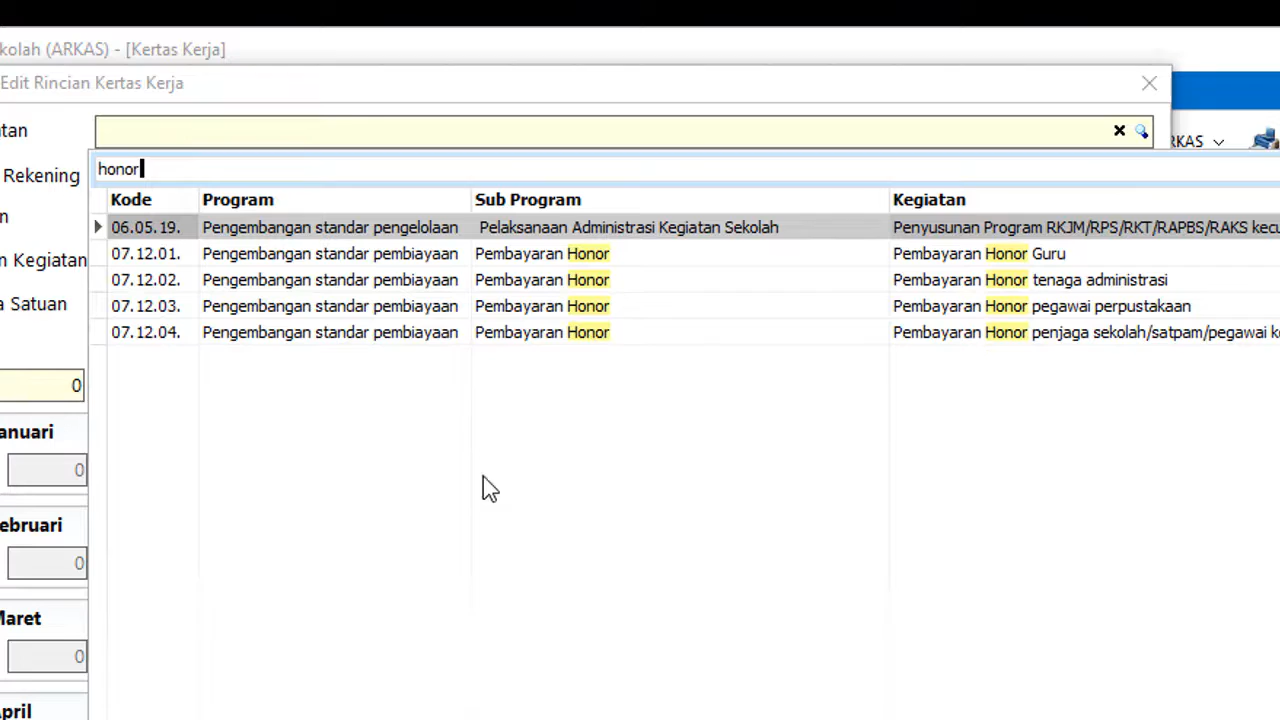 kolah (ARKAS) - [Kertas Kerja]
Edit Rincian Kertas Kerja
tan
RKAS
honor
Rekening
Kode Program Sub Program Kegiatan
n
06.05.19. Pengembangan standar pengelolaan Pelaksanaan Administrasi Kegiatan Sekolah Penyusunan Program RKJM/RPS/RKT/RAPBS/RAKS kecu
07.12.01. Pengembangan standar pembiayaan Pembayaran Honor Pembayaran Honor Guru
n Kegiatan
07.12.02. Pengembangan standar pembiayaan Pembayaran Honor Pembayaran Honor tenaga administrasi
a Satuan
07.12.03. Pengembangan standar pembiayaan Pembayaran Honor Pembayaran Honor pegawai perpustakaan
07.12.04. Pengembangan standar pembiayaan Pembayaran Honor Pembayaran Honor penjaga sekolah/satpam/pegawai k
0
anuari
0
ebruari
0
Maret
0
April